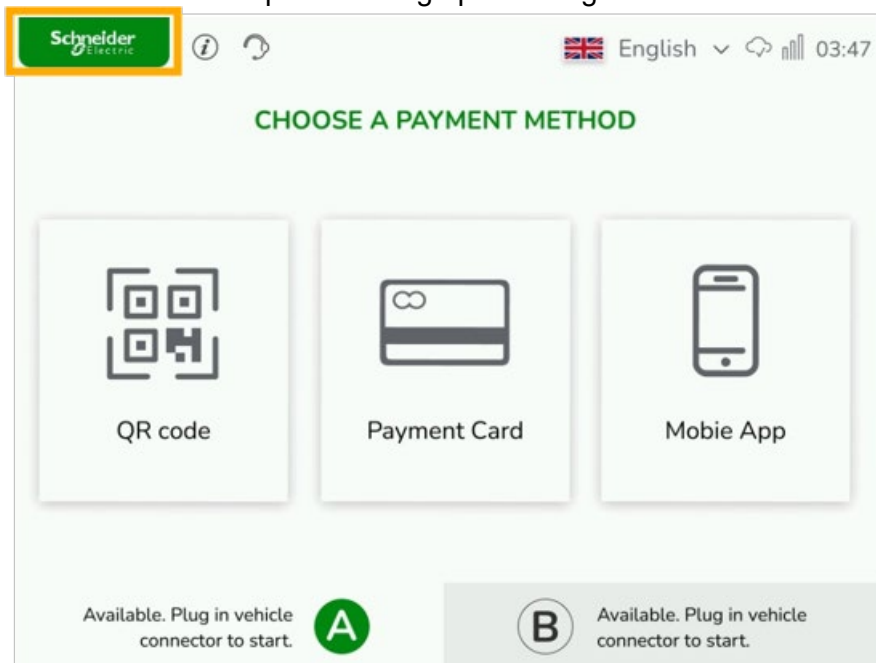 Schneider
Electric
English
03:47
CHOOSE A PAYMENT METHOD
QR code
Payment Card
Mobie App
Available. Plug in vehicle
connector to start.
A
B
Available. Plug in vehicle
connector to start.